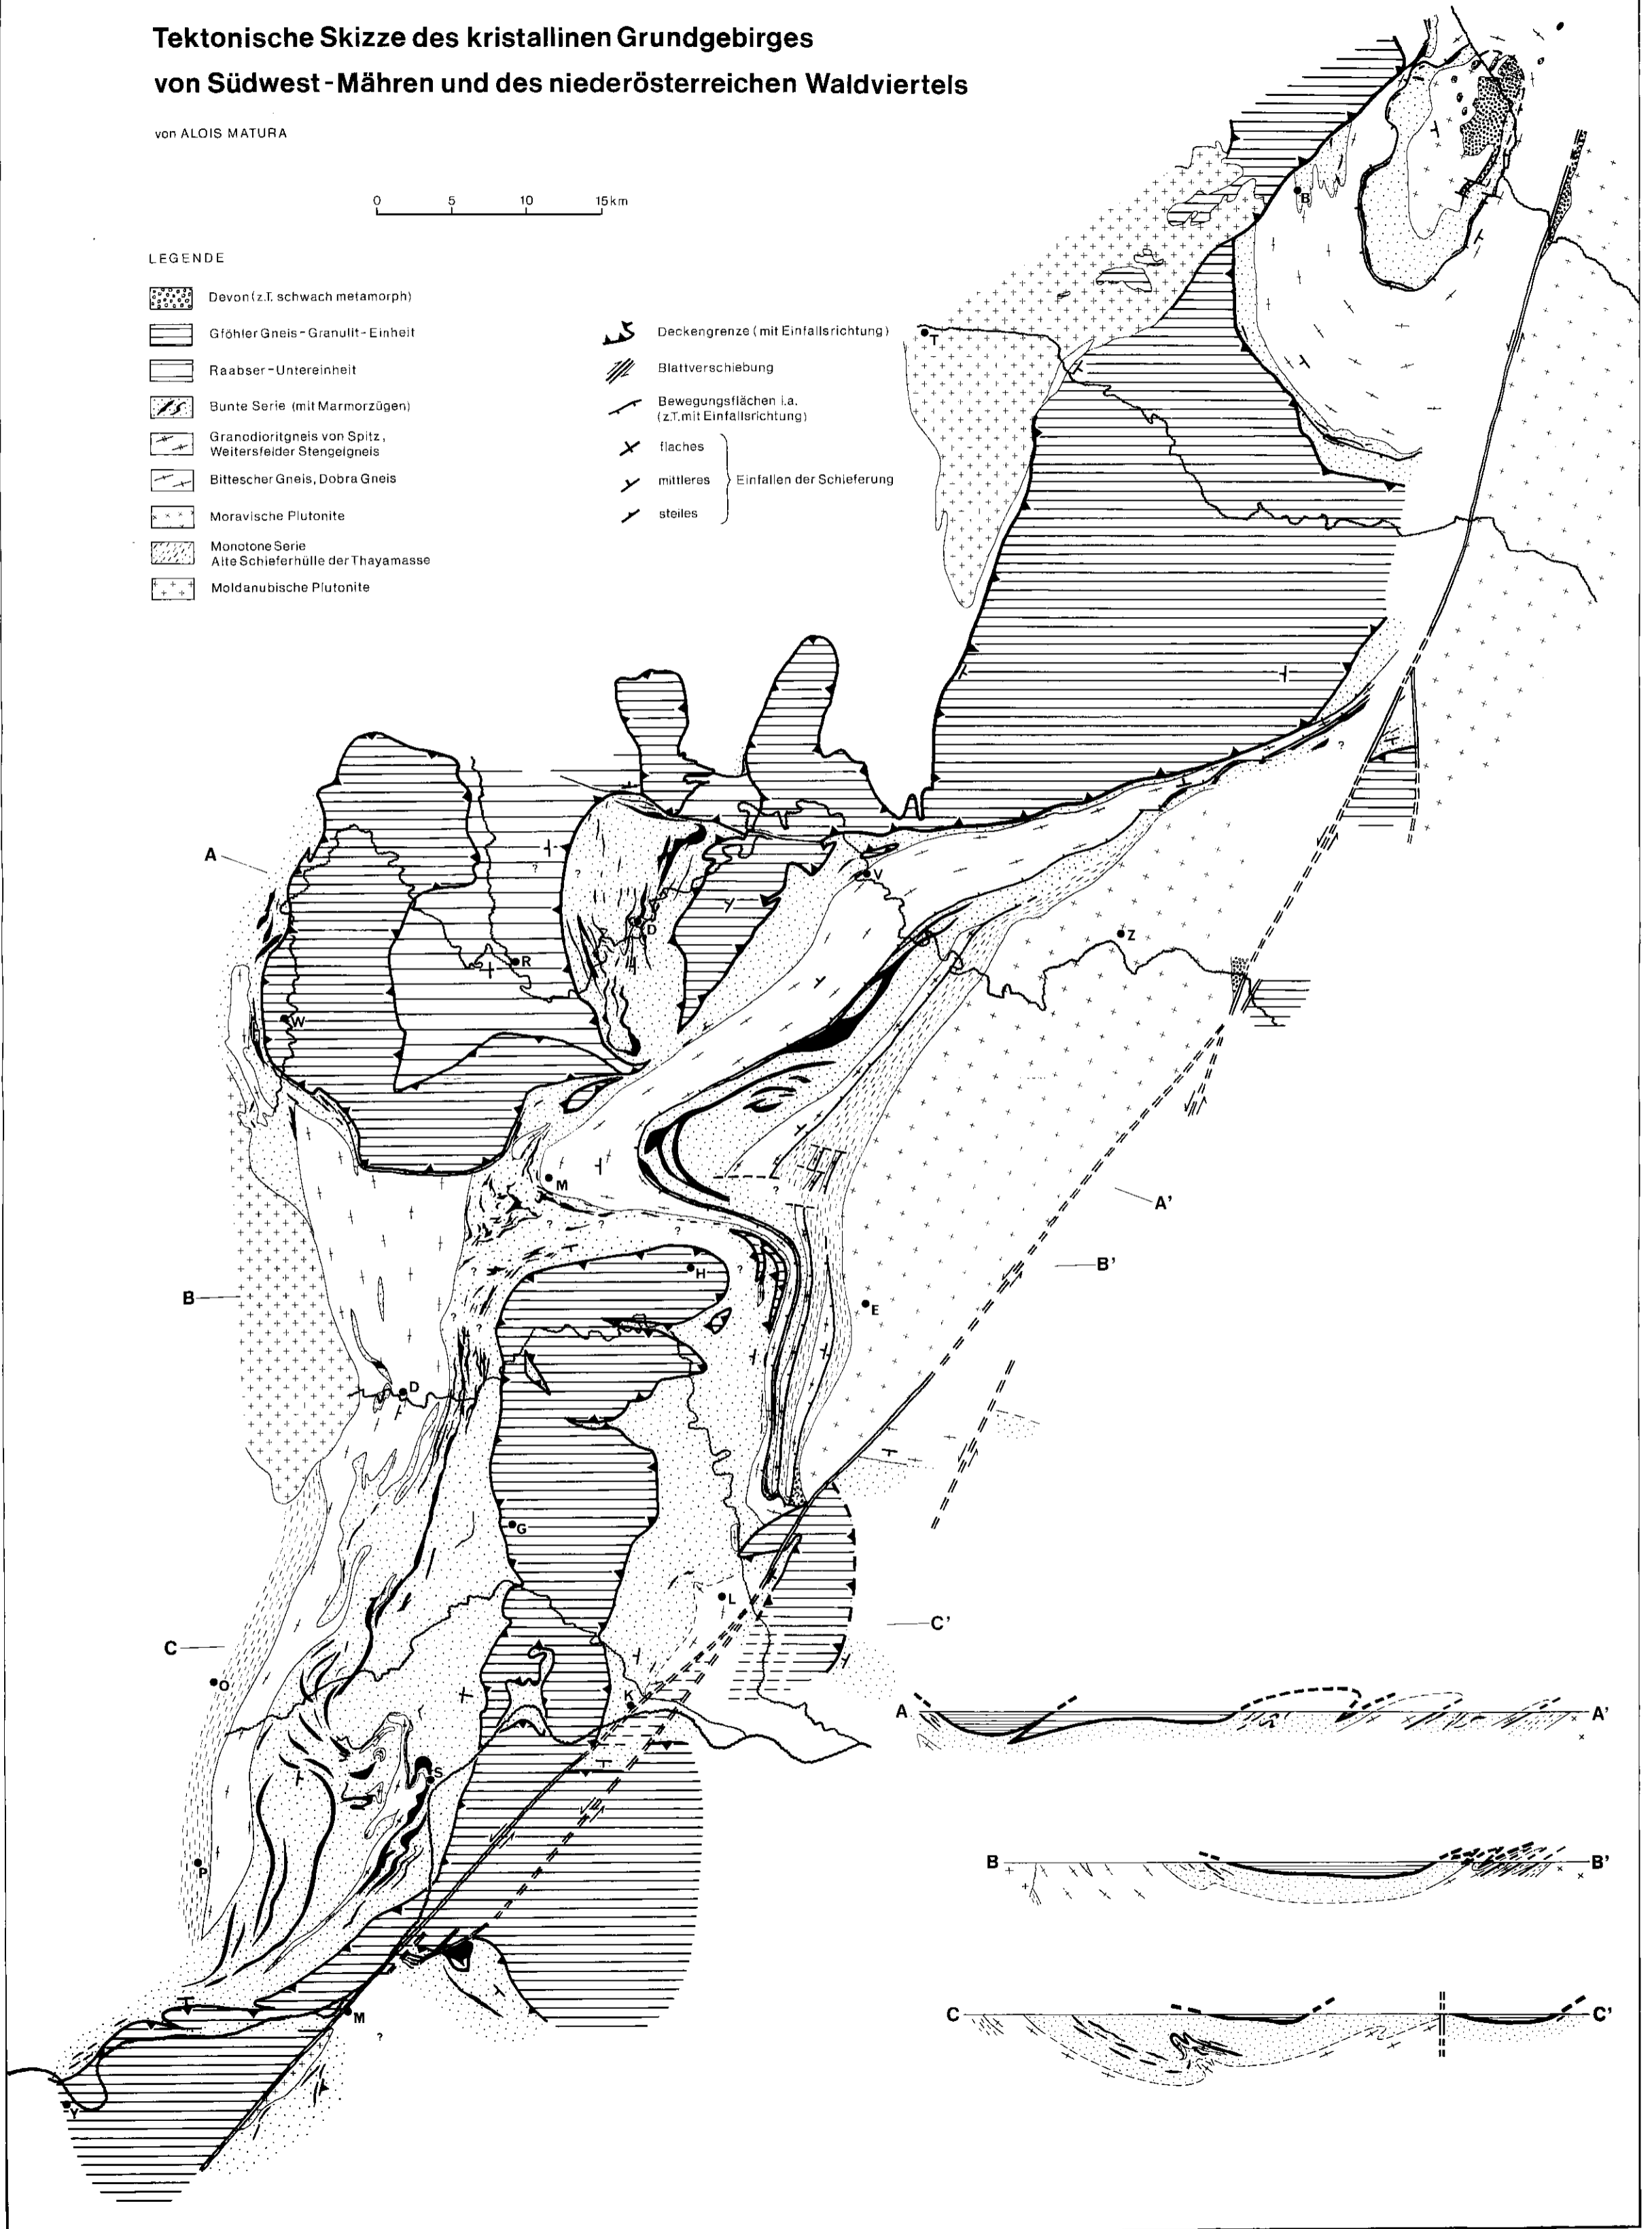 Tektonische Skizze des kristallinen Grundgebirges
von Südwest-Mähren und des niederösterreichen Waldviertels
von ALOIS MATURA
0 5 10 15 km
LEGENDE
Devon (z.T. schwach metamorph)
Gföhler Gneis-Granulit-Einheit
Raabser-Untereinheit
Bunte Serie (mit Marmorzügen)
Granodioritgneis von Spitz,
Weitersfelder Stengelgneis
Bittescher Gneis, Dobra Gneis
Moravische Plutonite
Monotone Serie
Alte Schieferhülle der Thayamasse
Moldanubische Plutonite
Deckengrenze (mit Einfallsrichtung)
Blattverschiebung
Bewegungsflächen i.a.
(z.T. mit Einfallsrichtung)
flaches
mittleres
steiles
Einfallen der Schieferung
B
T
A
V
D
Z
R
W
M
A'
B'
H
B
E
D
G
L
C'
C
O
K
S
P
M
?
Y
A A'
B B'
C C'